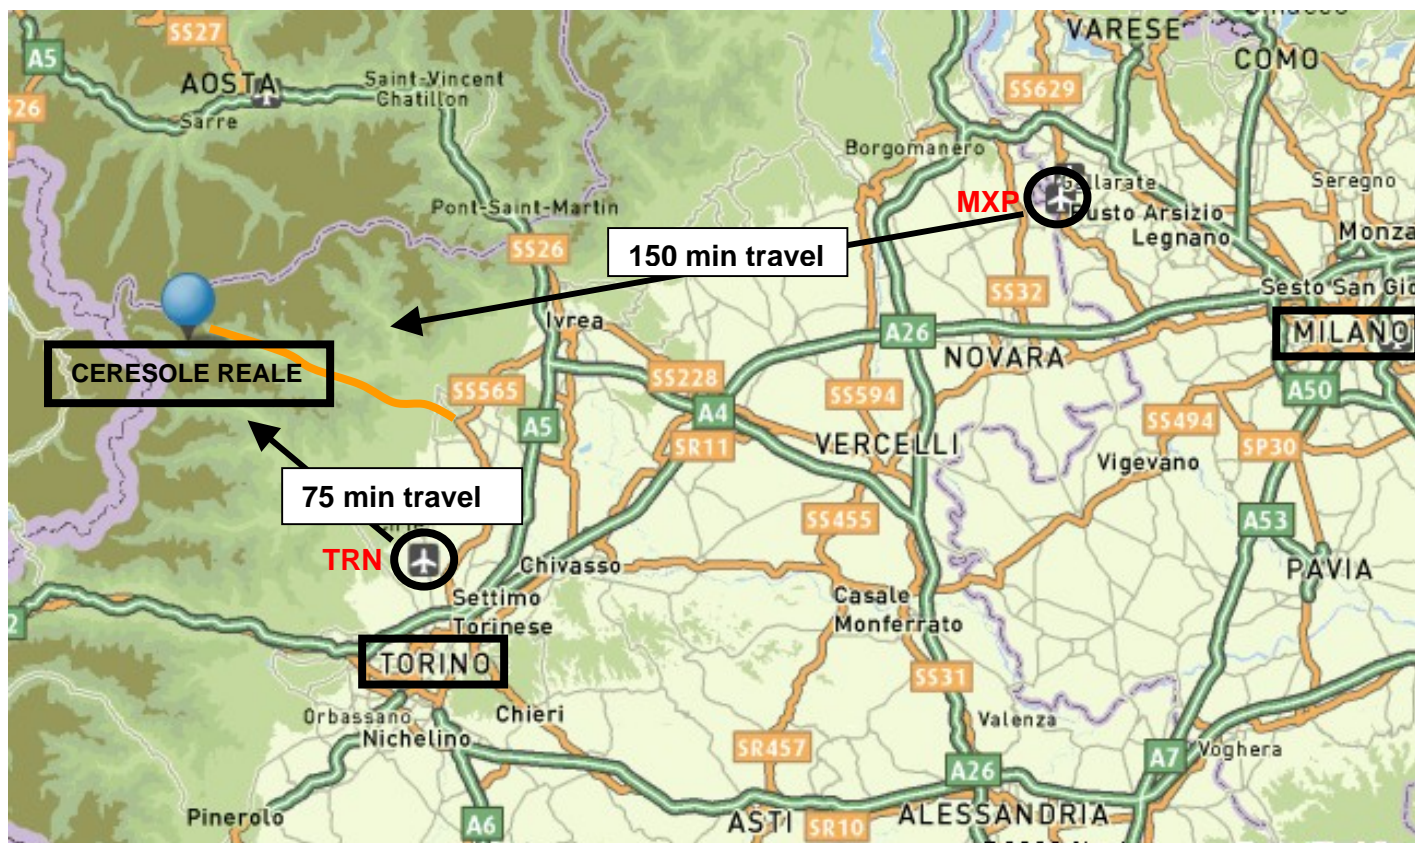 SS27
VARESE
A5
COMO
AOSTA
Saint-Vincent
Chatillon
SS629
SS26
Sarre
Borgomanero
Gallarate
Seregno
MXP
Pont-Saint-Martin
Busto Arsizio
Legnano
Monza
SS26
150 min travel
SS32
Sesto San Gio
Ivrea
A26
MILANO
NOVARA
CERESOLE REALE
SS228
SS565
SS594
A50
A4
SS494
A5
SR11
VERCELLI
SP30
Vigevano
75 min travel
SS455
A53
TRN
Chivasso
PAVIA
Settimo
Torinese
Casale
Monferrato
TORINO
SS31
Orbassano
Chieri
Valenza
Nichelino
SR457
Voghera
A7
A26
Pinerolo
A6
ASTI
SR10
ALESSANDRIA